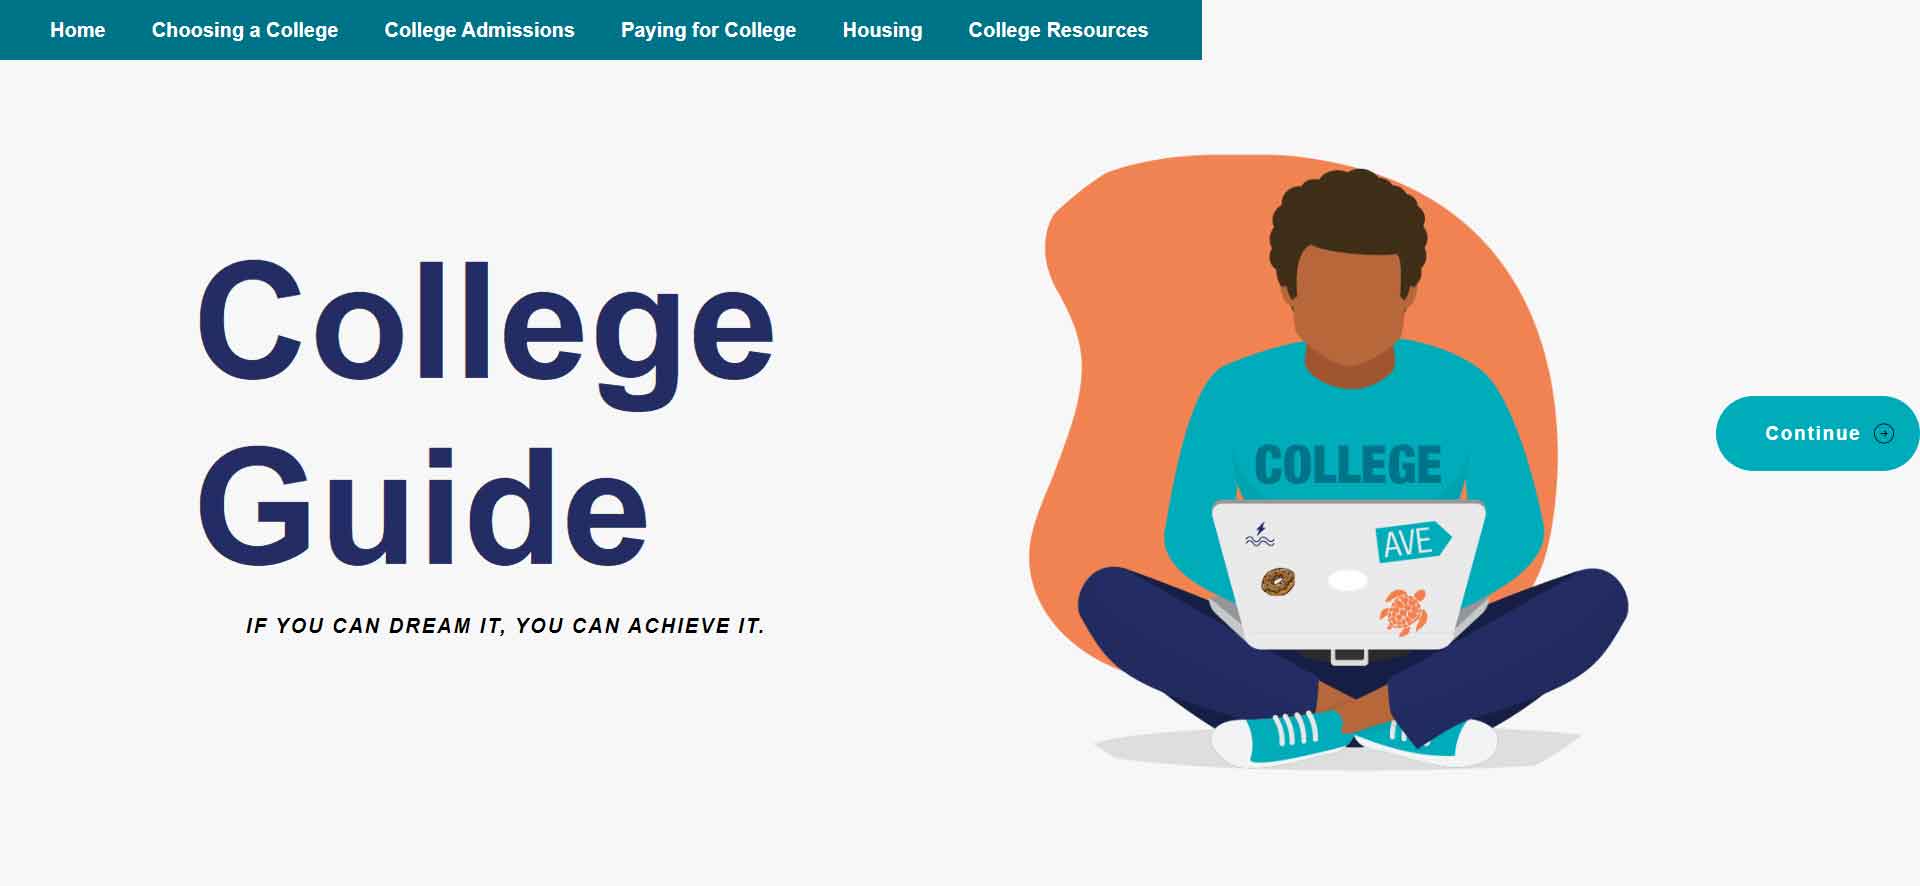 Home Choosing a College College Admissions Paying for College Housing College Resources
College
Guide
IF YOU CAN DREAM IT, YOU CAN ACHIEVE IT.
COLLEGE
AVE
Continue